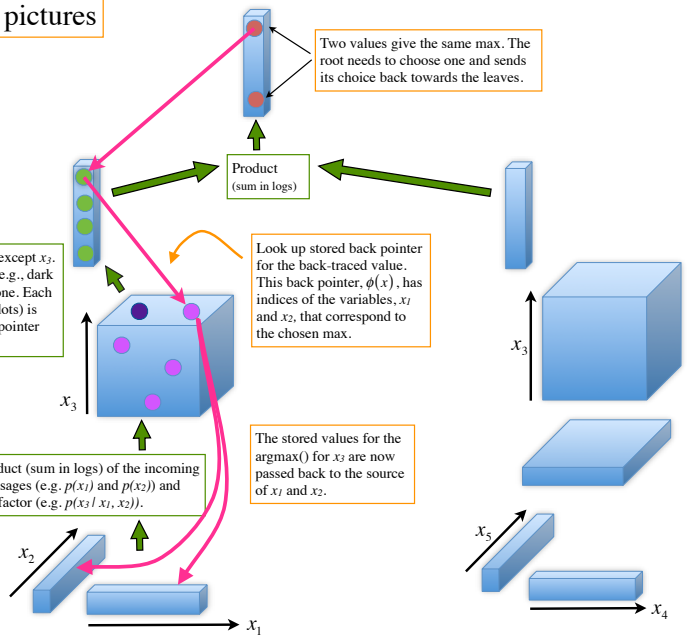 pictures
Two values give the same max. The
root needs to choose one and sends
its choice back towards the leaves.
Product
(sum in logs)
except x₃.
e.g., dark
one. Each
dots) is
pointer
Look up stored back pointer
for the back-traced value.
This back pointer, ϕ(x), has
indices of the variables, x₁
and x₂, that correspond to
the chosen max.
x₃
x₃
The stored values for the
argmax() for x₃ are now
passed back to the source
of x₁ and x₂.
duct (sum in logs) of the incoming
sages (e.g. p(x₁) and p(x₂)) and
factor (e.g. p(x₃ | x₁, x₂)).
x₂
x₁
x₅
x₄